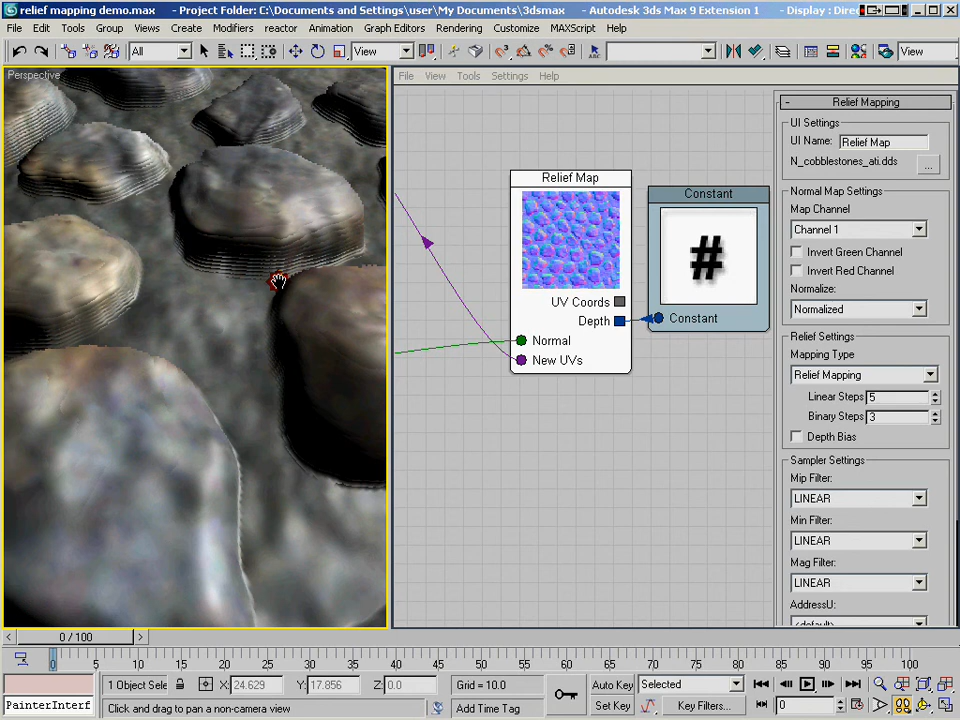 relief mapping demo.max - Project Folder: C:\Documents and Settings\user\My Documents\3dsmax - Autodesk 3ds Max 9 Extension 1 - Display :
File Edit Tools Group Views Create Modifiers reactor Animation Graph Editors Rendering Customize MAXScript Help
All View View
Perspective
File View Tools Settings Help
Relief Map
UV Coords
Depth
Normal
New UVs
Constant
#
Constant
- Relief Mapping
UI Settings
UI Name: Relief Map
N_cobblestones_ati.dds ...
Normal Map Settings
Map Channel
Channel 1
Invert Green Channel
Invert Red Channel
Normalize:
Normalized
Relief Settings
Mapping Type
Relief Mapping
Linear Steps 5
Binary Steps 3
Depth Bias
Sampler Settings
Mip Filter:
LINEAR
Min Filter:
LINEAR
Mag Filter:
LINEAR
AddressU:
< 0 / 100 >
0 5 10 15 20 25 30 35 40 45 50 55 60 65 70 75 80 85 90 95 100
1 Object Sele X: 24.629 Y: 17.856 Z: 0.0 Grid = 10.0 Auto Key Selected
PainterInterf Click and drag to pan a non-camera view Add Time Tag Set Key Key Filters... 0